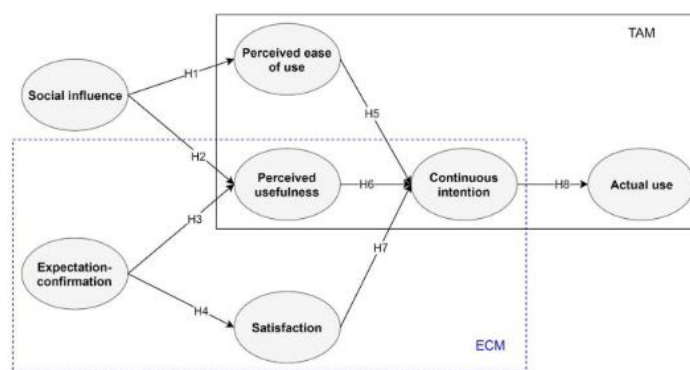 TAM
Perceived ease
of use
H1
Social influence
H5
H2
Perceived
usefulness
H6
Continuous
intention
H8
Actual use
H3
H7
Expectation-
confirmation
H4
Satisfaction
ECM